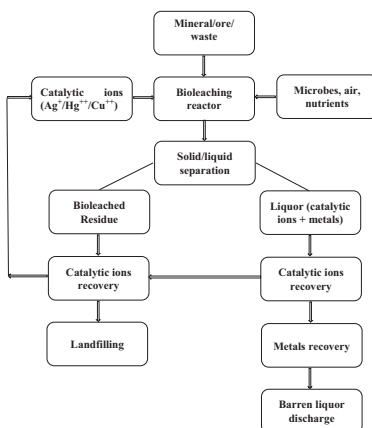 Mineral/ore/
waste
Catalytic ions
(Ag⁺/Hg⁺⁺/Cu⁺⁺)
Bioleaching
reactor
Microbes, air,
nutrients
Solid/liquid
separation
Bioleached
Residue
Liquor (catalytic
ions + metals)
Catalytic ions
recovery
Catalytic ions
recovery
Landfilling
Metals recovery
Barren liquor
discharge